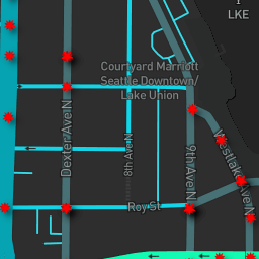 LKE
Courtyard Marriott
Seattle Downtown/
Lake Union
Dexter Ave N
8th Ave N
9th Ave N
Westlake Ave N
Roy St